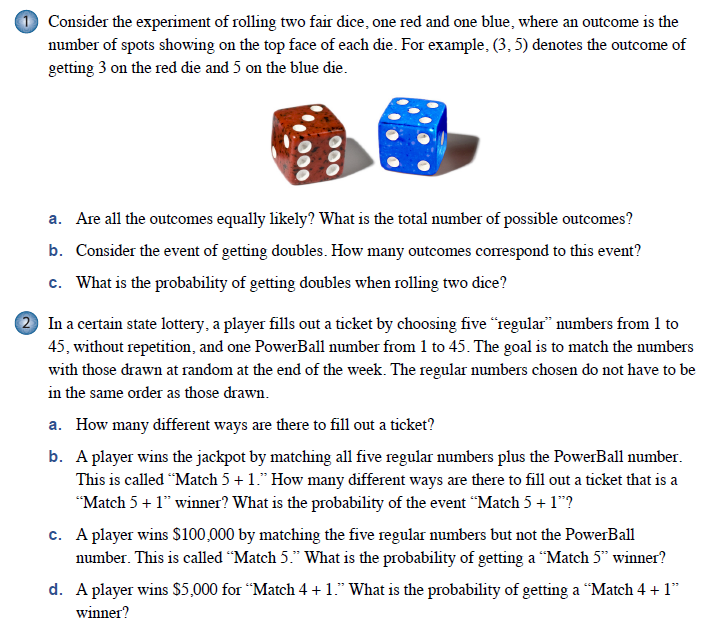 1 Consider the experiment of rolling two fair dice, one red and one blue, where an outcome is the
number of spots showing on the top face of each die. For example, (3, 5) denotes the outcome of
getting 3 on the red die and 5 on the blue die.
a. Are all the outcomes equally likely? What is the total number of possible outcomes?
b. Consider the event of getting doubles. How many outcomes correspond to this event?
c. What is the probability of getting doubles when rolling two dice?
2 In a certain state lottery, a player fills out a ticket by choosing five “regular” numbers from 1 to
45, without repetition, and one PowerBall number from 1 to 45. The goal is to match the numbers
with those drawn at random at the end of the week. The regular numbers chosen do not have to be
in the same order as those drawn.
a. How many different ways are there to fill out a ticket?
b. A player wins the jackpot by matching all five regular numbers plus the PowerBall number.
This is called “Match 5 + 1.” How many different ways are there to fill out a ticket that is a
“Match 5 + 1” winner? What is the probability of the event “Match 5 + 1”?
c. A player wins $100,000 by matching the five regular numbers but not the PowerBall
number. This is called “Match 5.” What is the probability of getting a “Match 5” winner?
d. A player wins $5,000 for “Match 4 + 1.” What is the probability of getting a “Match 4 + 1”
winner?